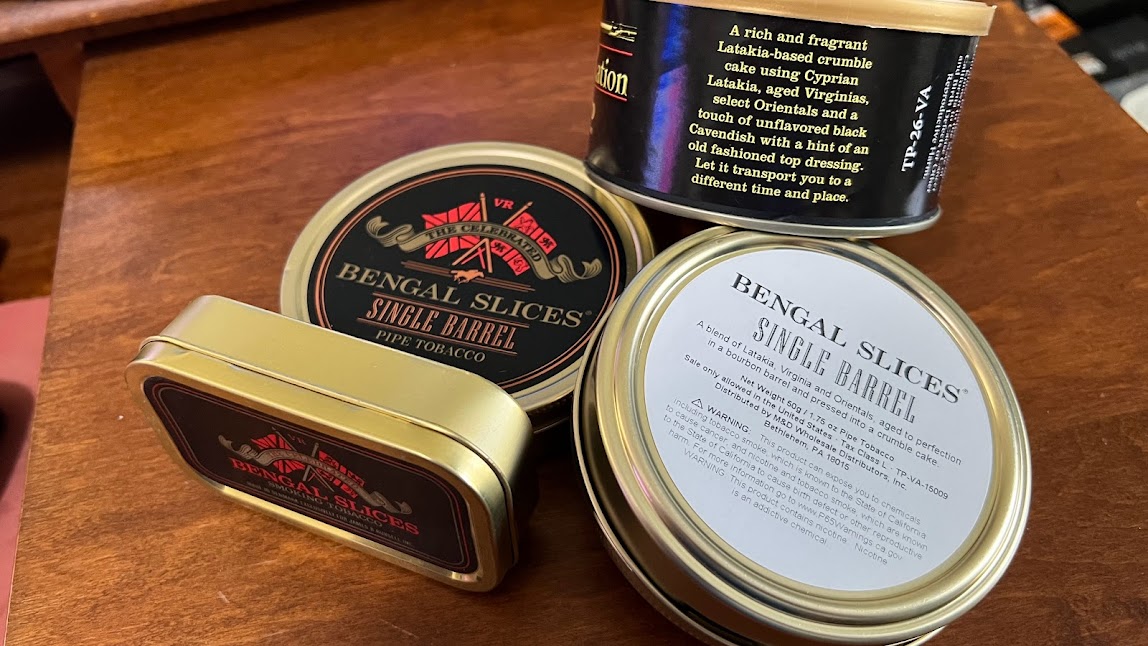 A rich and fragrant
Latakia-based crumble
cake using Cyprian
Latakia, aged Virginias,
select Orientals and a
touch of unflavored black
Cavendish with a hint of an
old fashioned top dressing.
Let it transport you to a
different time and place.
ation
TP-26-VA
VR
THE CELEBRATED
BENGAL SLICES®
SINGLE BARREL
PIPE TOBACCO
VR
THE CELEBRATED
BENGAL SLICES
SMOKING TOBACCO
BENGAL SLICES®
SINGLE BARREL
A blend of Latakia, Virginia and Orientals, aged to perfection
in a bourbon barrel and pressed into a crumble cake.
Net Weight 50g / 1.75 oz Pipe Tobacco
Sale only allowed in the United States - Tax Class L - TP-VA-15009
Distributed by M&D Wholesale Distributors, Inc.
Bethlehem, PA 18015
⚠ WARNING: This product can expose you to chemicals
including tobacco smoke, which is known to the State of California
to cause cancer, and nicotine and tobacco smoke, which are known
to the State of California to cause birth defect or other reproductive
harm. For more information go to www.P65Warnings.ca.gov
WARNING: This product contains nicotine. Nicotine
is an addictive chemical.